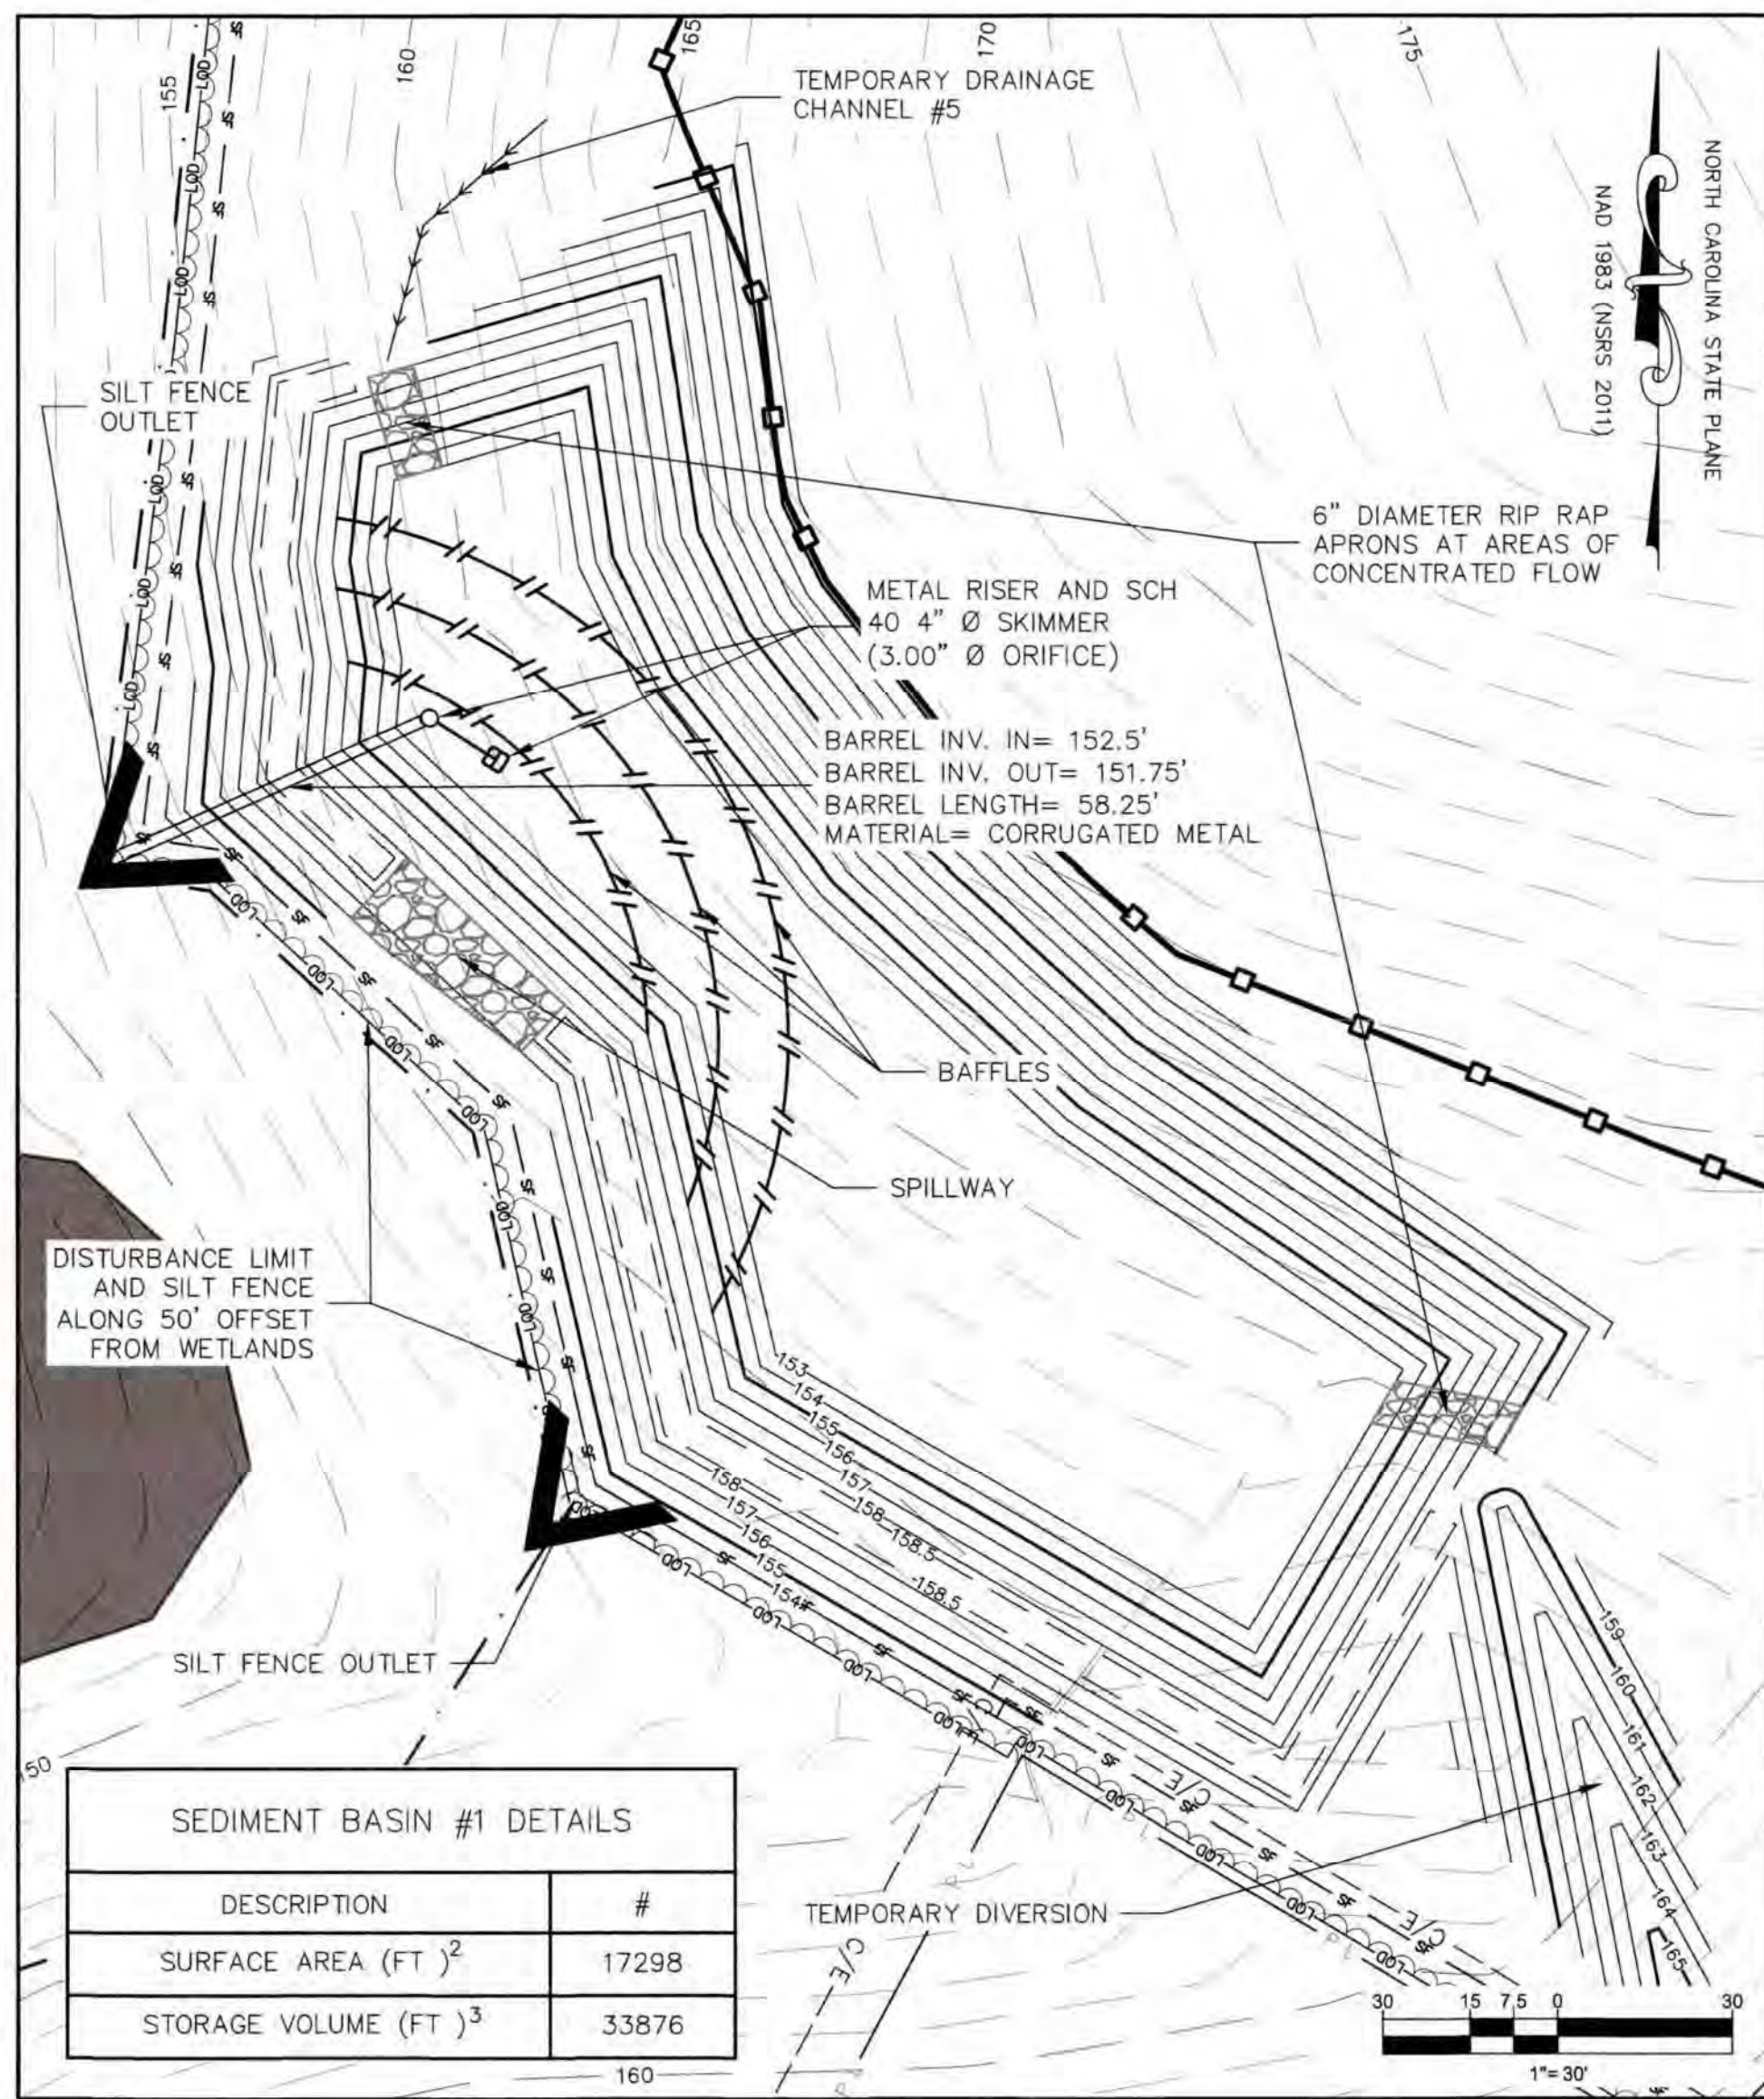 155
160
165
170
175
TEMPORARY DRAINAGE
CHANNEL #5
NORTH CAROLINA STATE PLANE
NAD 1983 (NSRS 2011)
SILT FENCE
OUTLET
6" DIAMETER RIP RAP
APRONS AT AREAS OF
CONCENTRATED FLOW
METAL RISER AND SCH
40 4" Ø SKIMMER
(3.00" Ø ORIFICE)
BARREL INV. IN= 152.5'
BARREL INV. OUT= 151.75'
BARREL LENGTH= 58.25'
MATERIAL= CORRUGATED METAL
BAFFLES
SPILLWAY
DISTURBANCE LIMIT
AND SILT FENCE
ALONG 50' OFFSET
FROM WETLANDS
153
154
155
156
157
158
158.5
158.5
158
157
156
155
154
SILT FENCE OUTLET
LOD
SF
C/E
C/E
C/E
159
160
161
162
163
164
165
TEMPORARY DIVERSION
SEDIMENT BASIN #1 DETAILS
DESCRIPTION #
SURFACE AREA (FT )2 17298
STORAGE VOLUME (FT )3 33876
160
30 15 7.5 0 30
1"= 30'